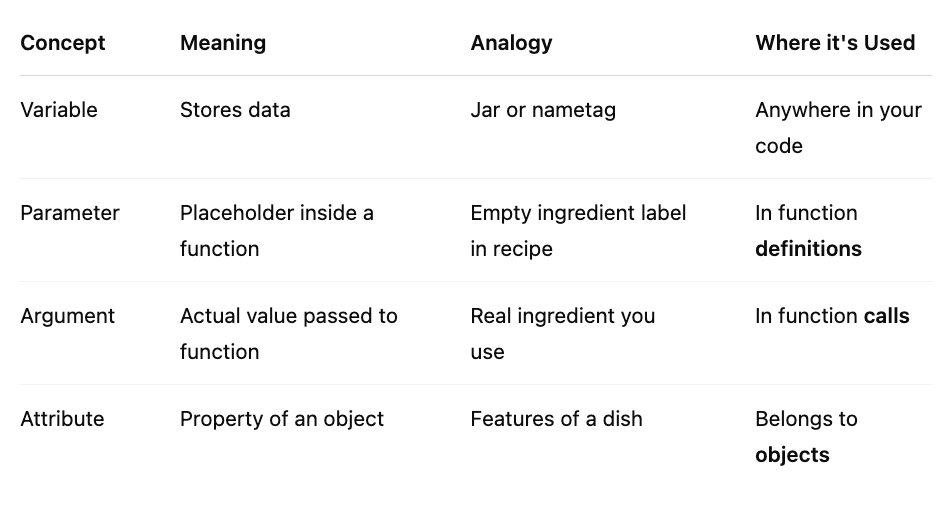 Concept Meaning Analogy Where it's Used
Variable Stores data Jar or nametag Anywhere in your
code
Parameter Placeholder inside a Empty ingredient label In function
function in recipe definitions
Argument Actual value passed to Real ingredient you In function calls
function use
Attribute Property of an object Features of a dish Belongs to
objects